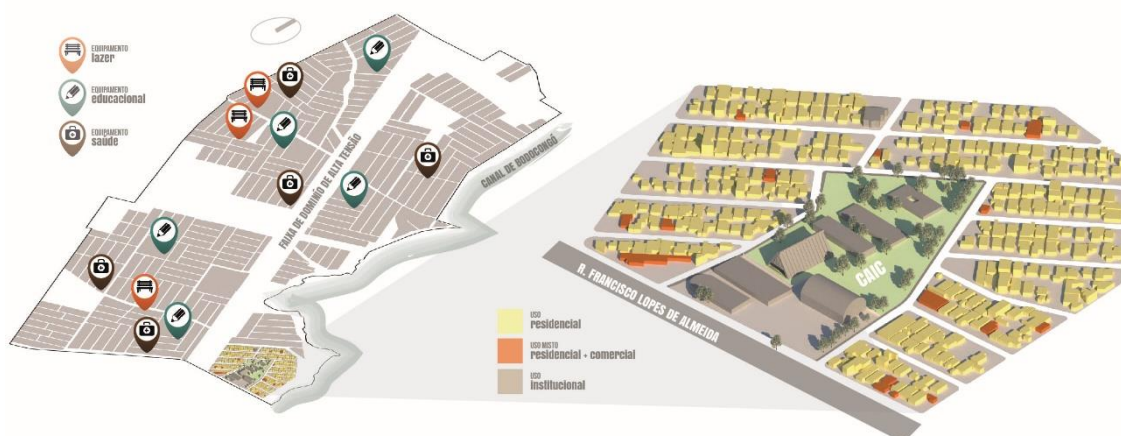 EQUIPAMENTO
lazer
EQUIPAMENTO
educacional
EQUIPAMENTO
saúde
FAIXA DE DOMÍNIO DE ALTA TENSÃO
CANAL DE BODOCONGÓ
USO
residencial
USO MISTO
residencial + comercial
USO
institucional
R. FRANCISCO LOPES DE ALMEIDA
CAIC